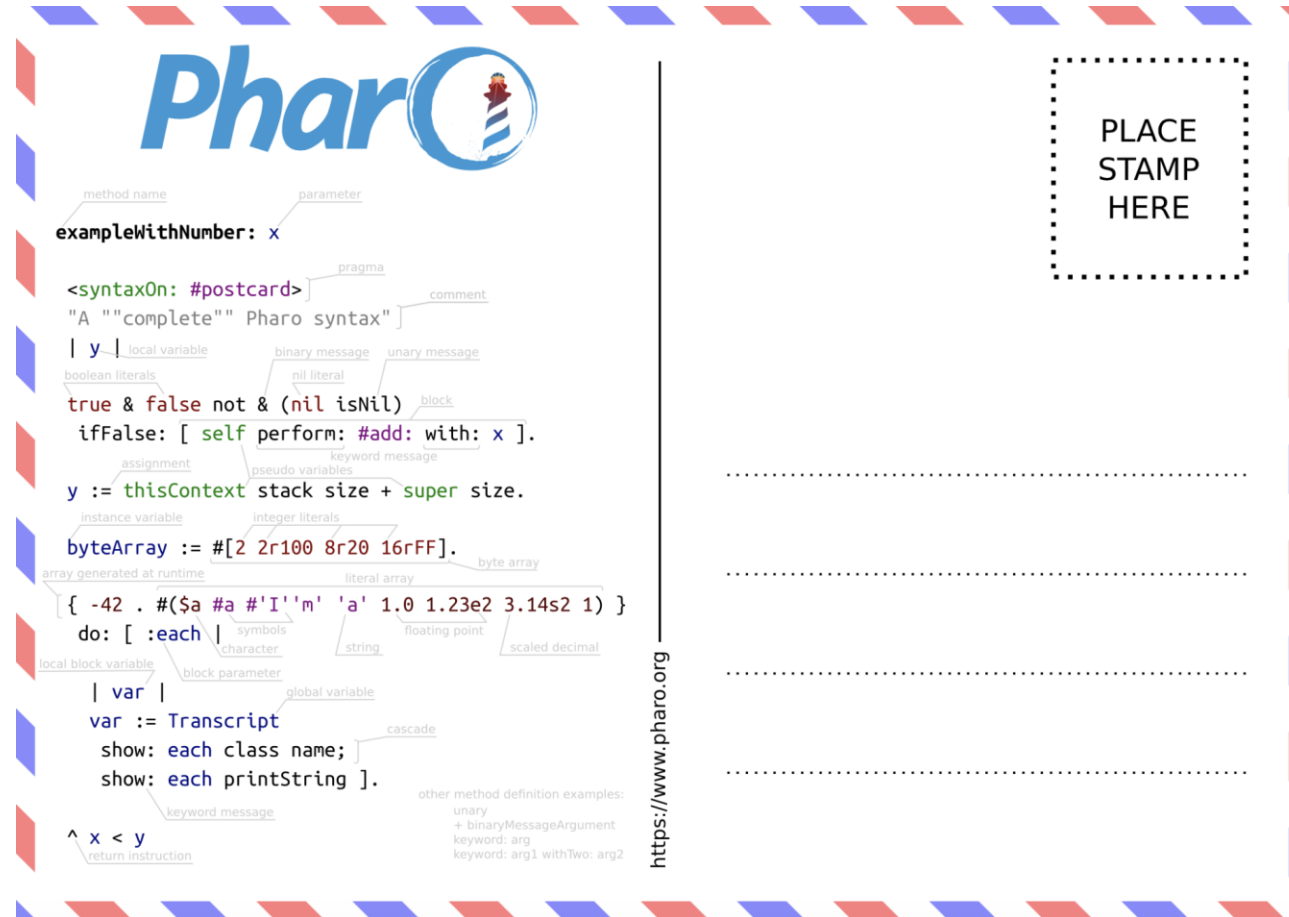 Pharo
method name parameter
exampleWithNumber: x
pragma
<syntaxOn: #postcard>
comment
"A ""complete"" Pharo syntax"
| y | local variable binary message unary message
boolean literals nil literal
true & false not & (nil isNil) block
ifFalse: [ self perform: #add: with: x ].
keyword message
assignment pseudo variables
y := thisContext stack size + super size.
instance variable integer literals
byteArray := #[2 2r100 8r20 16rFF].
byte array
array generated at runtime literal array
{ -42 . #($a #a #'I''m' 'a' 1.0 1.23e2 3.14s2 1) }
do: [ :each | symbols floating point
character string scaled decimal
local block variable block parameter
| var | global variable
var := Transcript
cascade
show: each class name;
show: each printString ].
keyword message
^ x < y
return instruction
other method definition examples:
unary
+ binaryMessageArgument
keyword: arg
keyword: arg1 withTwo: arg2
https://www.pharo.org
PLACE
STAMP
HERE